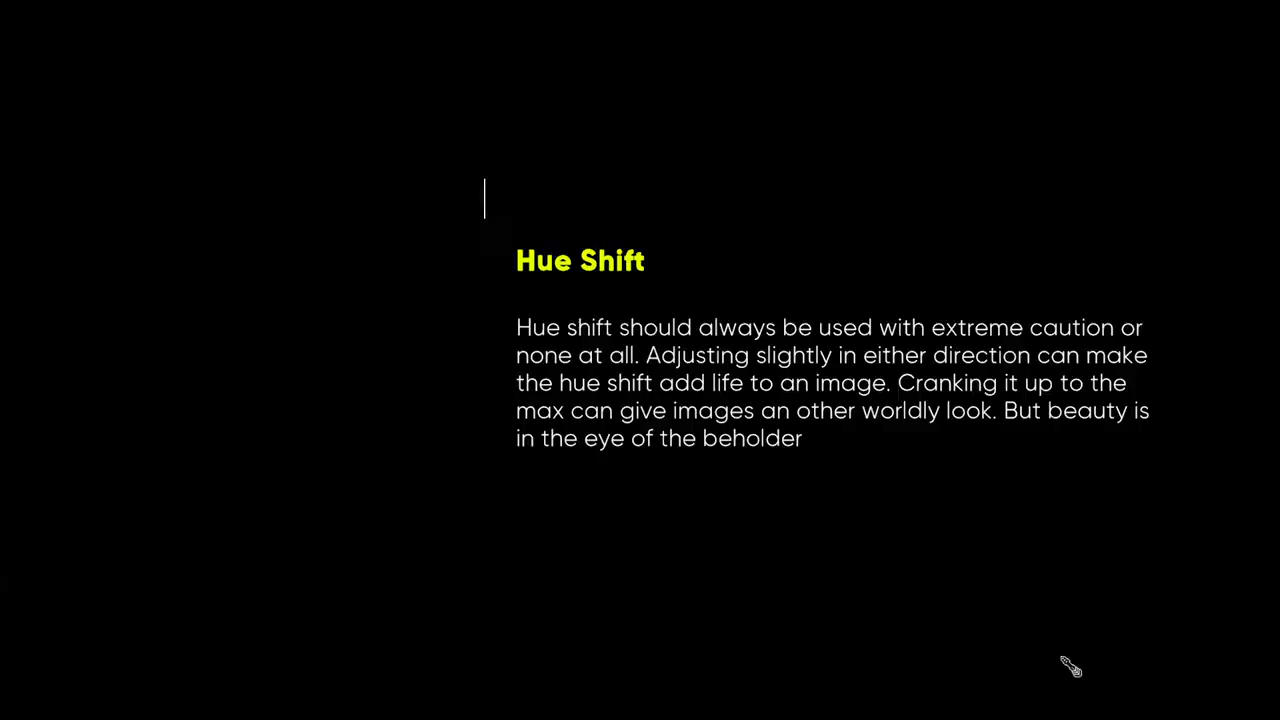 Hue Shift
Hue shift should always be used with extreme caution or
none at all. Adjusting slightly in either direction can make
the hue shift add life to an image. Cranking it up to the
max can give images an other worldly look. But beauty is
in the eye of the beholder